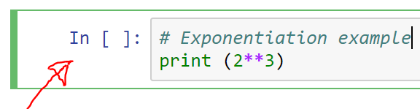 In [ ]: # Exponentiation example
print (2**3)